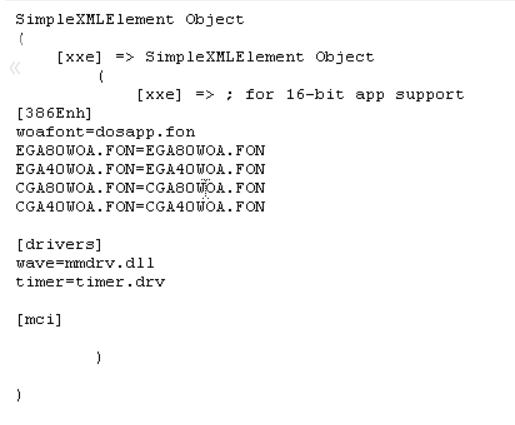 SimpleXMLElement Object
(
[xxe] => SimpleXMLElement Object
(
[xxe] => ; for 16-bit app support
[386Enh]
woafont=dosapp.fon
EGA80WOA.FON=EGA80WOA.FON
EGA40WOA.FON=EGA40WOA.FON
CGA80WOA.FON=CGA80WOA.FON
CGA40WOA.FON=CGA40WOA.FON
[drivers]
wave=mmdrv.dll
timer=timer.drv
[mci]
)
)